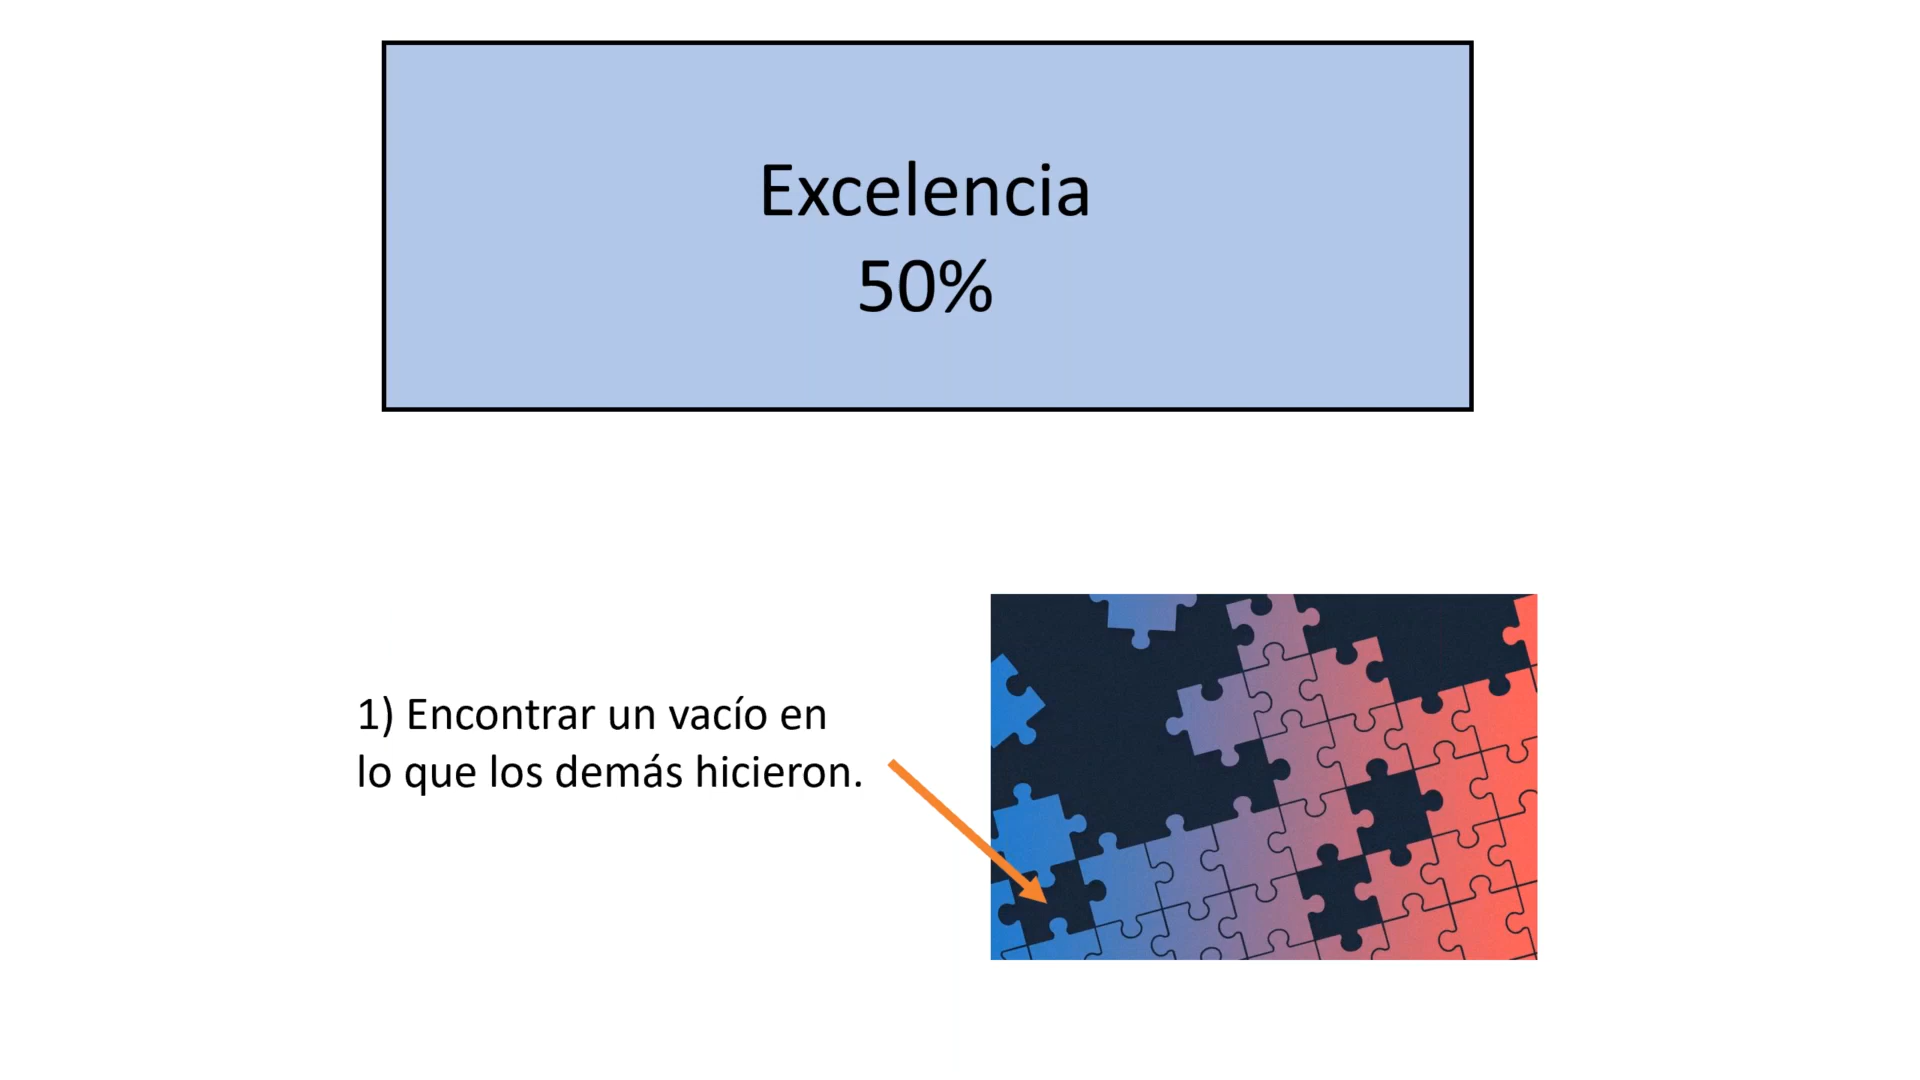 Excelencia
50%
1) Encontrar un vacío en
lo que los demás hicieron.